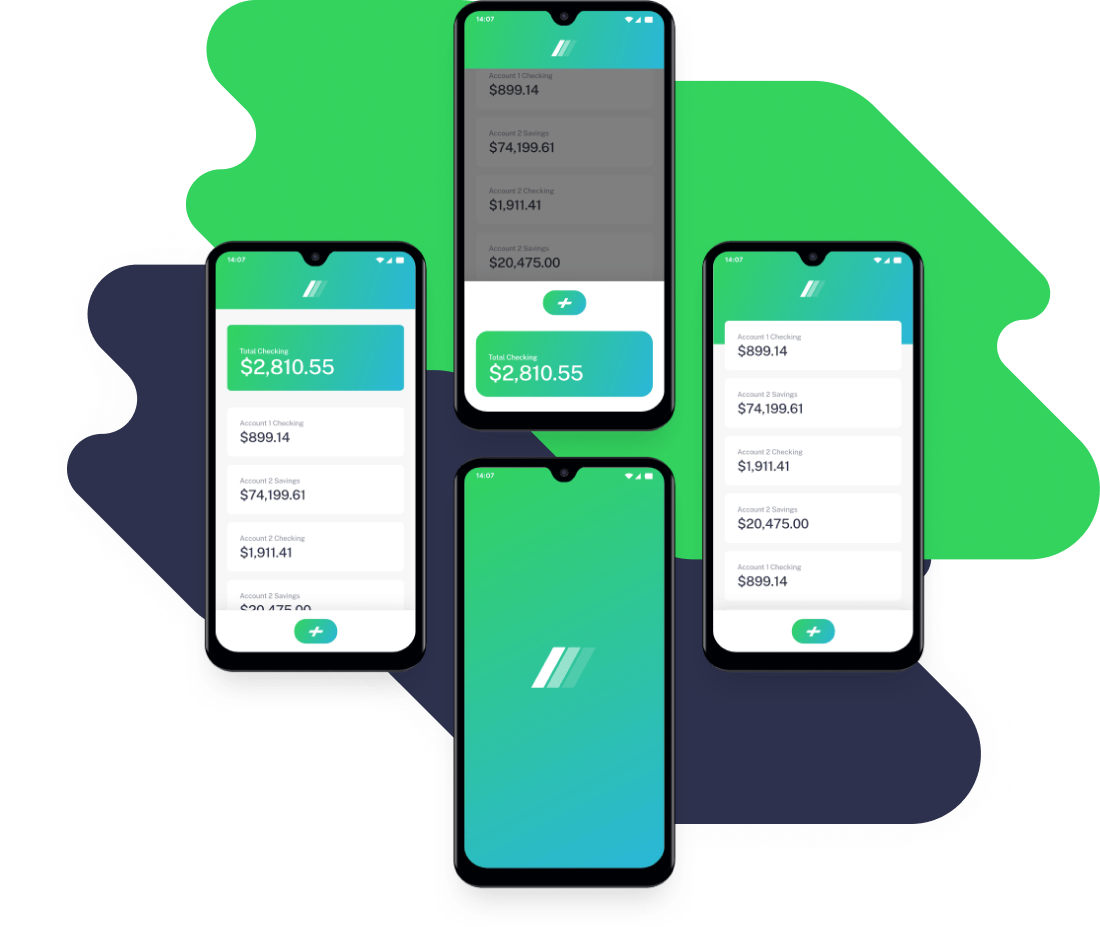 14:07
Account 1 Checking
$899.14
Account 2 Savings
$74,199.61
Account 2 Checking
$1,911.41
Account 2 Savings
$20,475.00
Total Checking
$2,810.55
14:07
Total Checking
$2,810.55
Account 1 Checking
$899.14
Account 2 Savings
$74,199.61
Account 2 Checking
$1,911.41
Account 2 Savings
$20,475.00
14:07
Account 1 Checking
$899.14
Account 2 Savings
$74,199.61
Account 2 Checking
$1,911.41
Account 2 Savings
$20,475.00
Account 1 Checking
$899.14
14:07